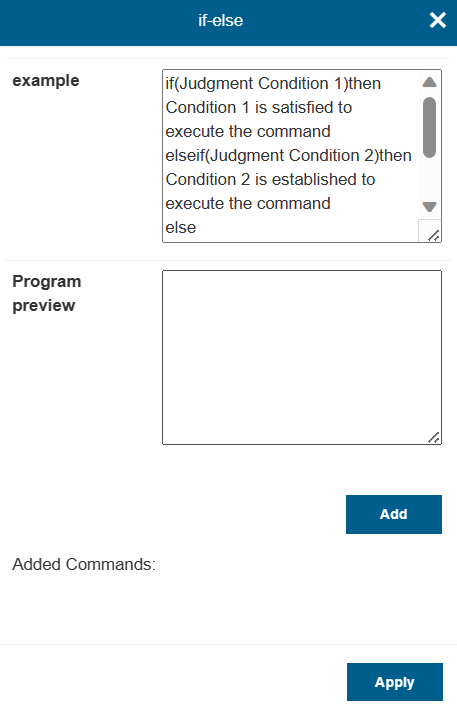 if-else
example
if(Judgment Condition 1)then
Condition 1 is satisfied to
execute the command
elseif(Judgment Condition 2)then
Condition 2 is established to
execute the command
else
Program
preview
Add
Added Commands:
Apply